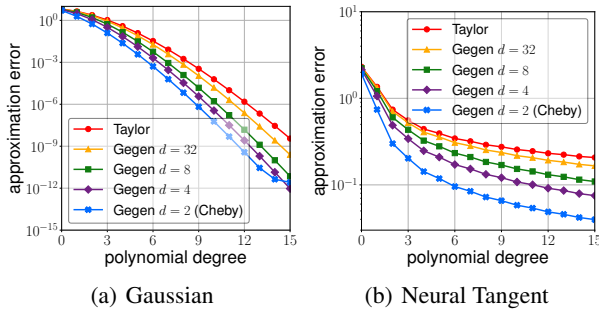 approximation error
10^0
10^{-3}
10^{-6}
10^{-9}
10^{-12}
10^{-15}
Taylor
Gegen d = 32
Gegen d = 8
Gegen d = 4
Gegen d = 2 (Cheby)
0 3 6 9 12 15
polynomial degree
(a) Gaussian
approximation error
10^1
10^0
10^{-1}
Taylor
Gegen d = 32
Gegen d = 8
Gegen d = 4
Gegen d = 2 (Cheby)
0 3 6 9 12 15
polynomial degree
(b) Neural Tangent